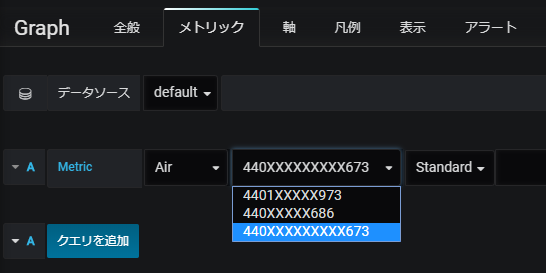 Graph 全般 メトリック 軸 凡例 表示 アラート
データソース default
A Metric Air 440XXXXXXXXX673 Standard
4401XXXXX973
440XXXXX686
440XXXXXXXXX673
A クエリを追加